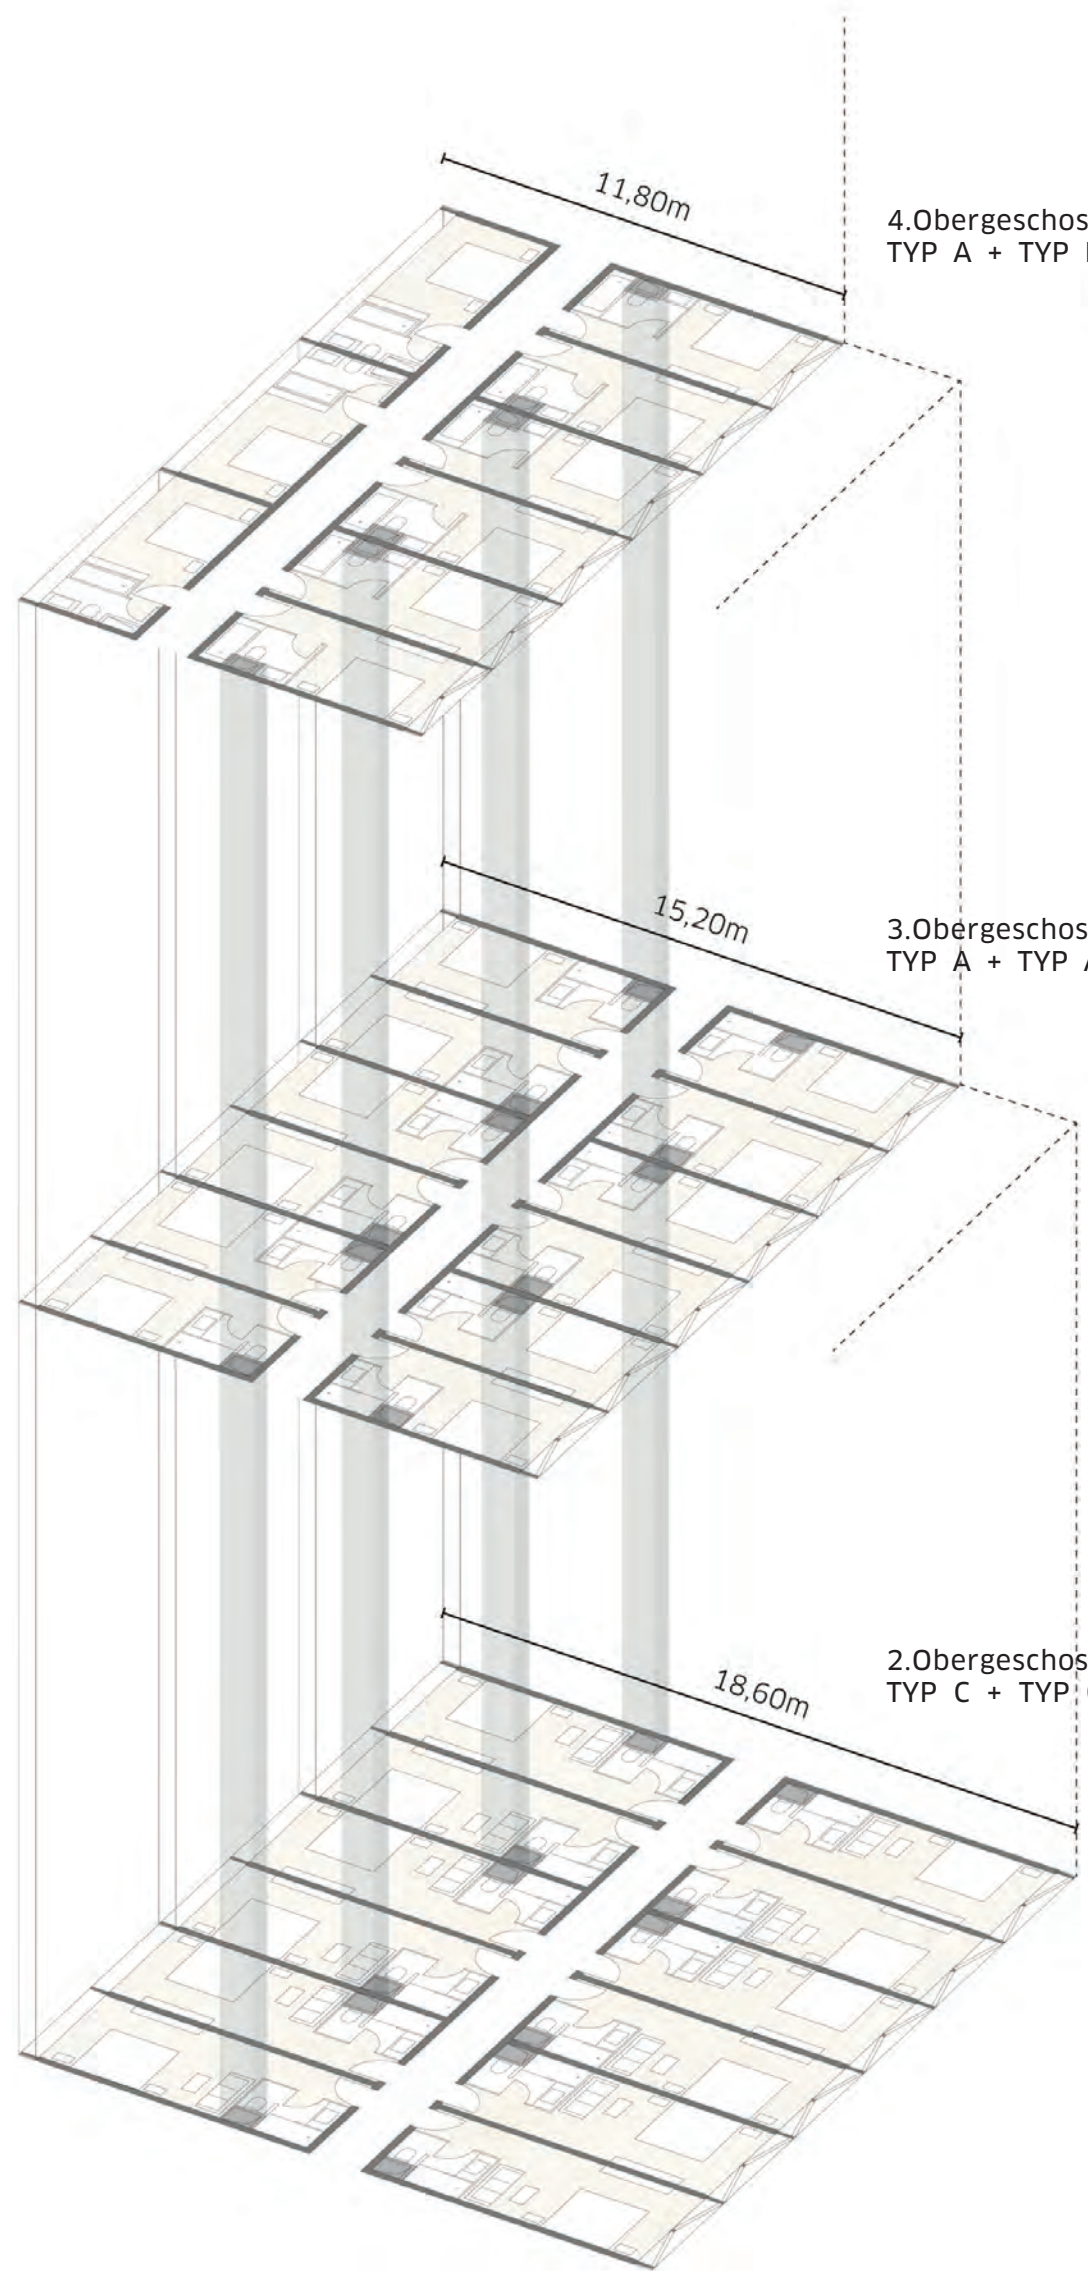 11,80m
4.Obergeschos
TYP A + TYP
15,20m
3.Obergeschos
TYP A + TYP
18,60m
2.Obergeschos
TYP C + TYP